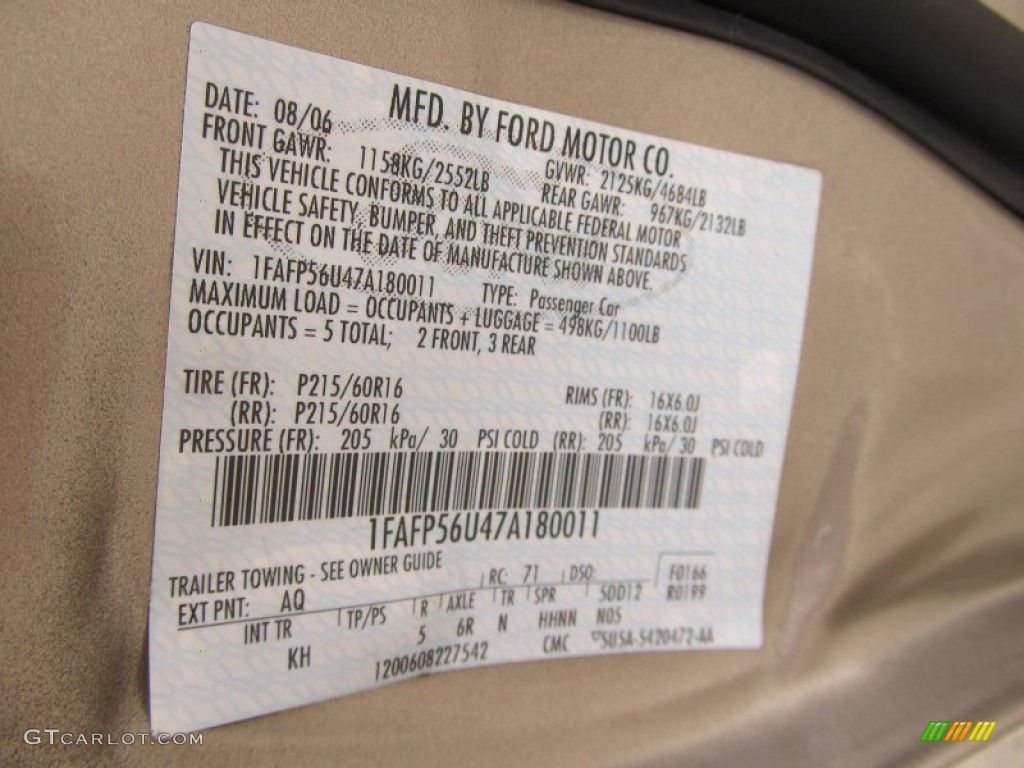 MFD. BY FORD MOTOR CO.
DATE: 08/06
GVWR: 2125KG/4684LB
FRONT GAWR: 1158KG/2552LB
REAR GAWR: 967KG/2132LB
THIS VEHICLE CONFORMS TO ALL APPLICABLE FEDERAL MOTOR
VEHICLE SAFETY, BUMPER, AND THEFT PREVENTION STANDARDS
IN EFFECT ON THE DATE OF MANUFACTURE SHOWN ABOVE.
VIN: 1FAFP56U47A180011 TYPE: Passenger Car
MAXIMUM LOAD = OCCUPANTS + LUGGAGE = 498KG/1100LB
OCCUPANTS = 5 TOTAL; 2 FRONT, 3 REAR
TIRE (FR): P215/60R16 RIMS (FR): 16X6.0J
(RR): P215/60R16 (RR): 16X6.0J
PRESSURE (FR): 205 kPa/ 30 PSI COLD (RR): 205 kPa/ 30 PSI COLD
1FAFP56U47A180011
TRAILER TOWING - SEE OWNER GUIDE
RC: 71 DSO: F0166
EXT PNT: AQ R0199
INT TR TP/PS R AXLE TR SPR SDD12
KH 5 6R N HHNN N05
1200608227542 CMC 5U5A-5420472-AA
GTCARLOT.COM